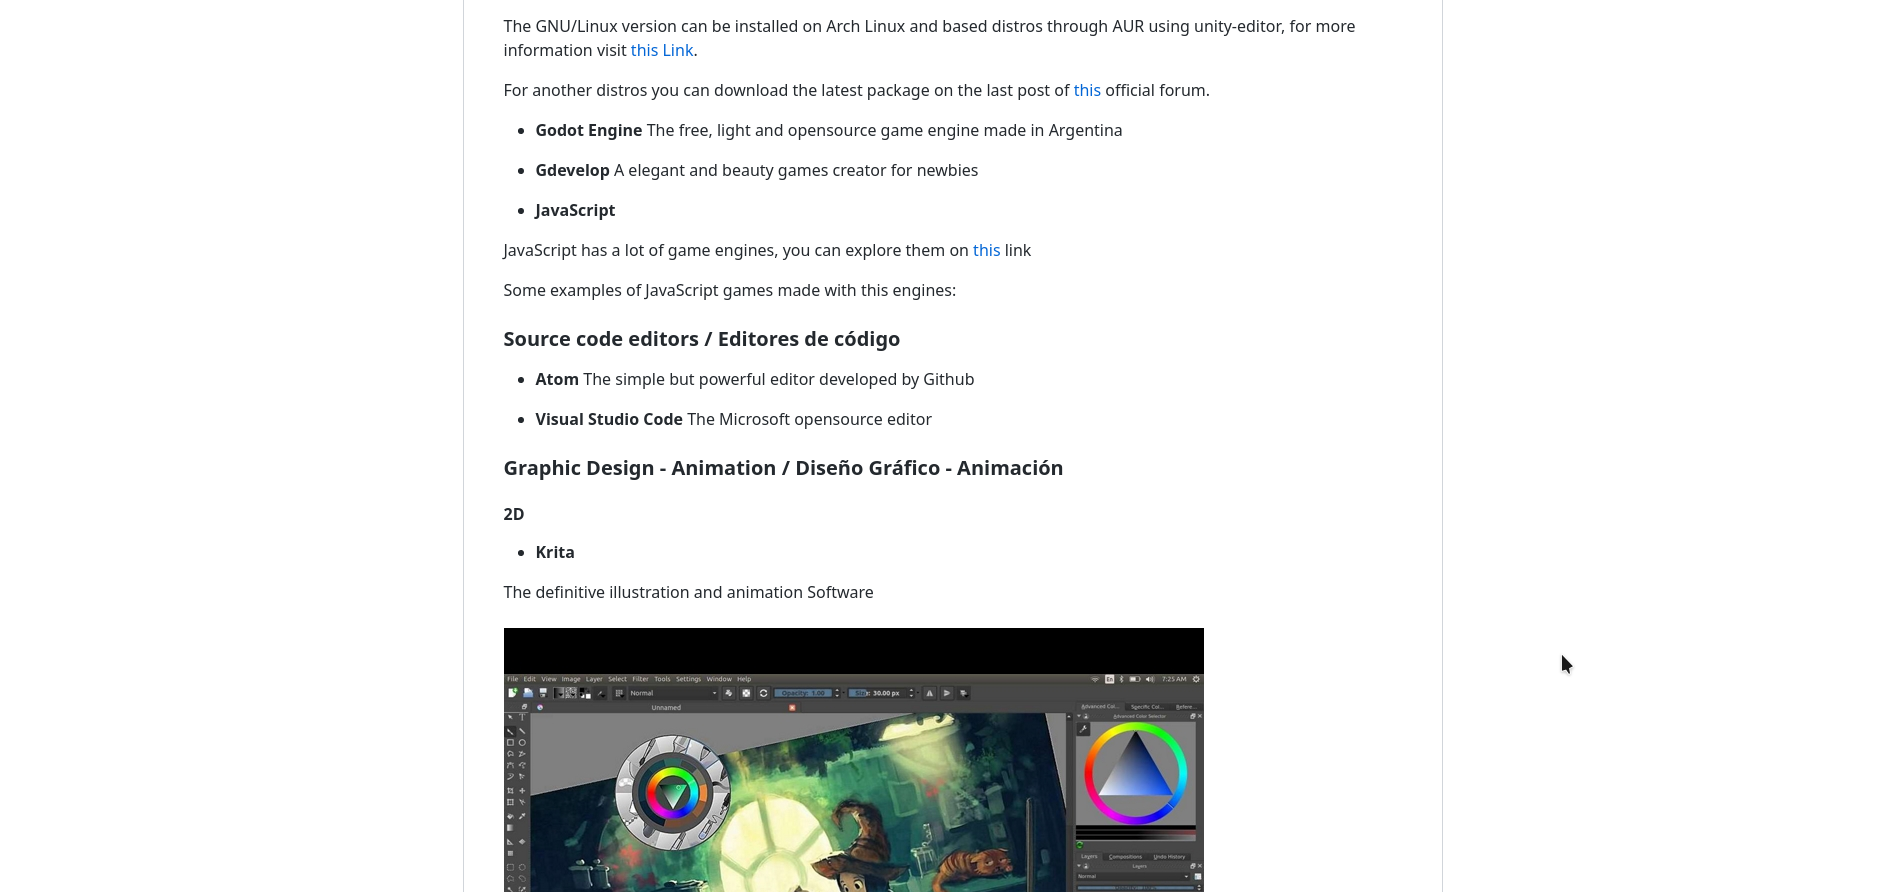 The GNU/Linux version can be installed on Arch Linux and based distros through AUR using unity-editor, for more
information visit this Link.
For another distros you can download the latest package on the last post of this official forum.
Godot Engine The free, light and opensource game engine made in Argentina
Gdevelop A elegant and beauty games creator for newbies
JavaScript
JavaScript has a lot of game engines, you can explore them on this link
Some examples of JavaScript games made with this engines:
Source code editors / Editores de código
Atom The simple but powerful editor developed by Github
Visual Studio Code The Microsoft opensource editor
Graphic Design - Animation / Diseño Gráfico - Animación
2D
Krita
The definitive illustration and animation Software
File Edit View Image Layer Select Filter Tools Settings Window Help En 7:25 AM
Normal Opacity: 1.00 Size: 30.00 px
Unnamed Advanced Col... Specific Col... Refere...
Advanced Color Selector
Layers Compositions Undo History
Layers
Normal